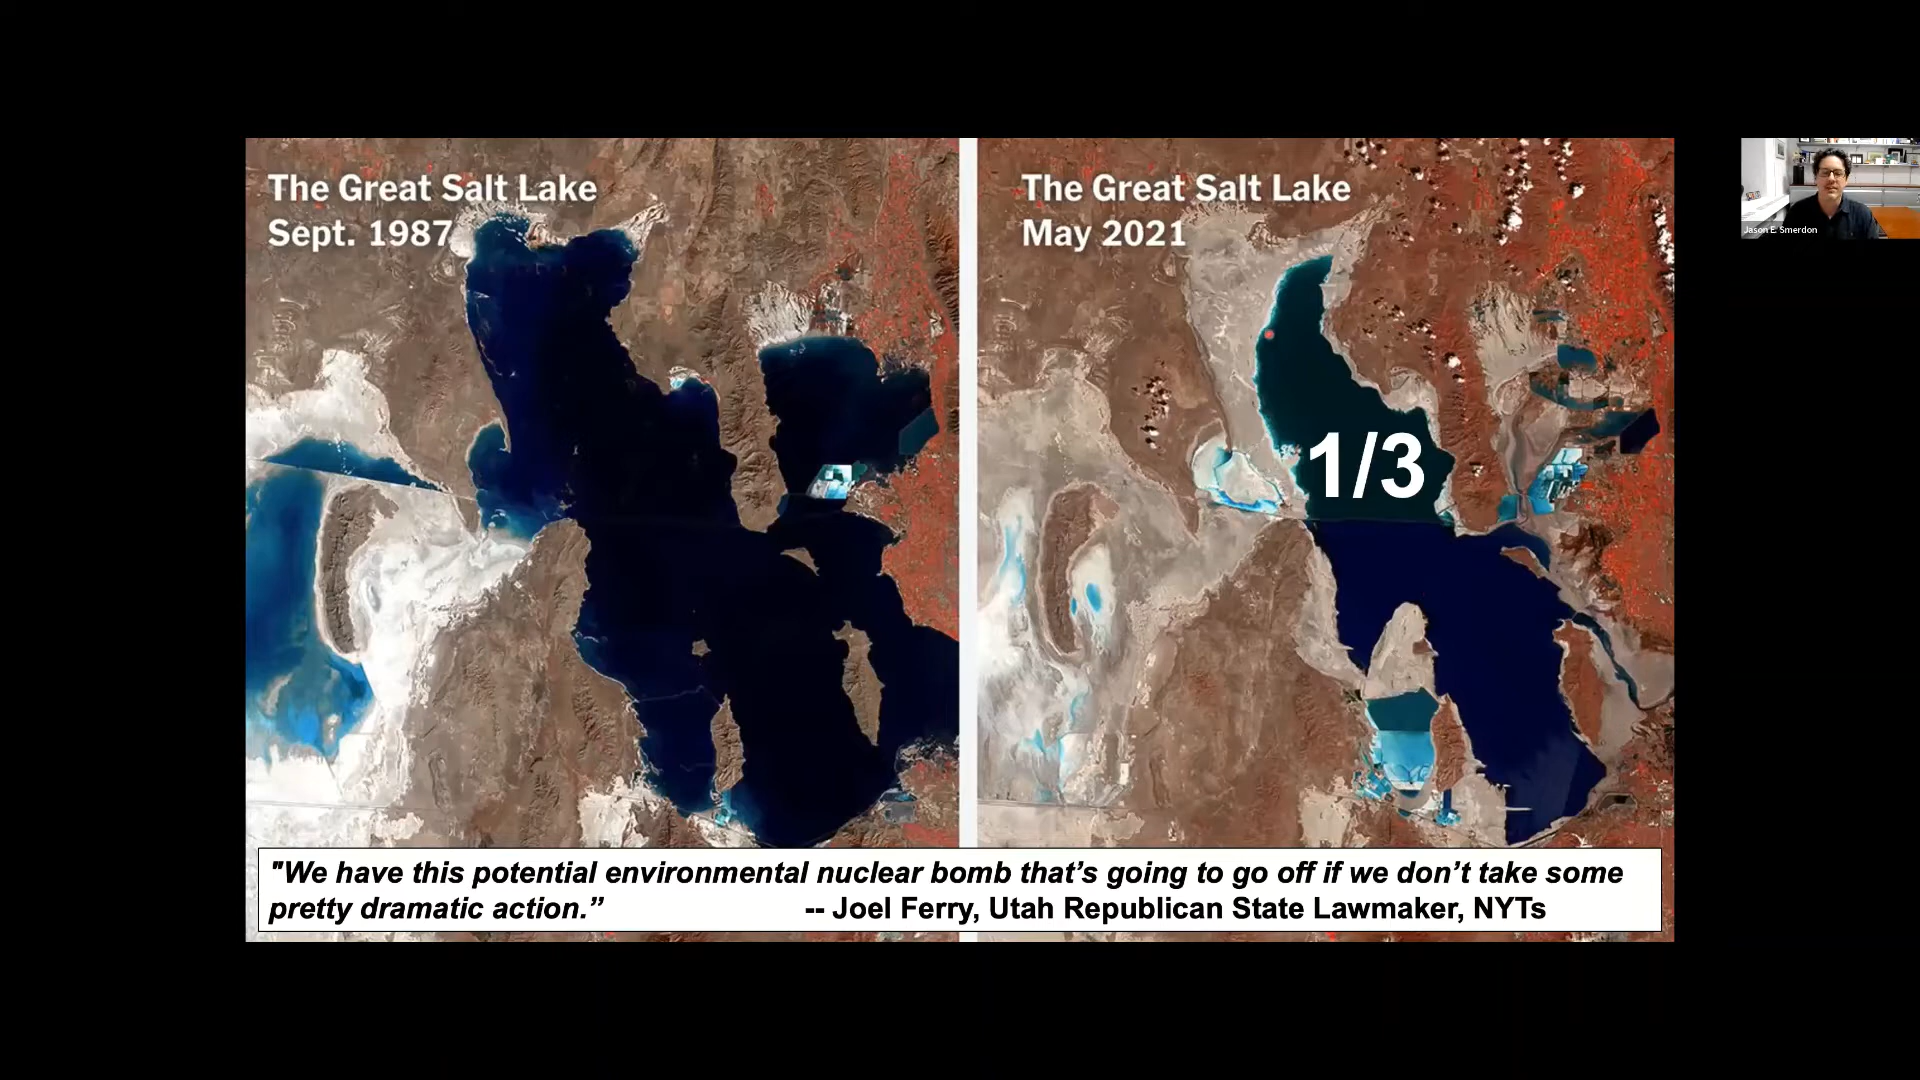 The Great Salt Lake
Sept. 1987
The Great Salt Lake
May 2021
1/3
"We have this potential environmental nuclear bomb that’s going to go off if we don’t take some
pretty dramatic action.” -- Joel Ferry, Utah Republican State Lawmaker, NYTs
Jason E. Smerdon